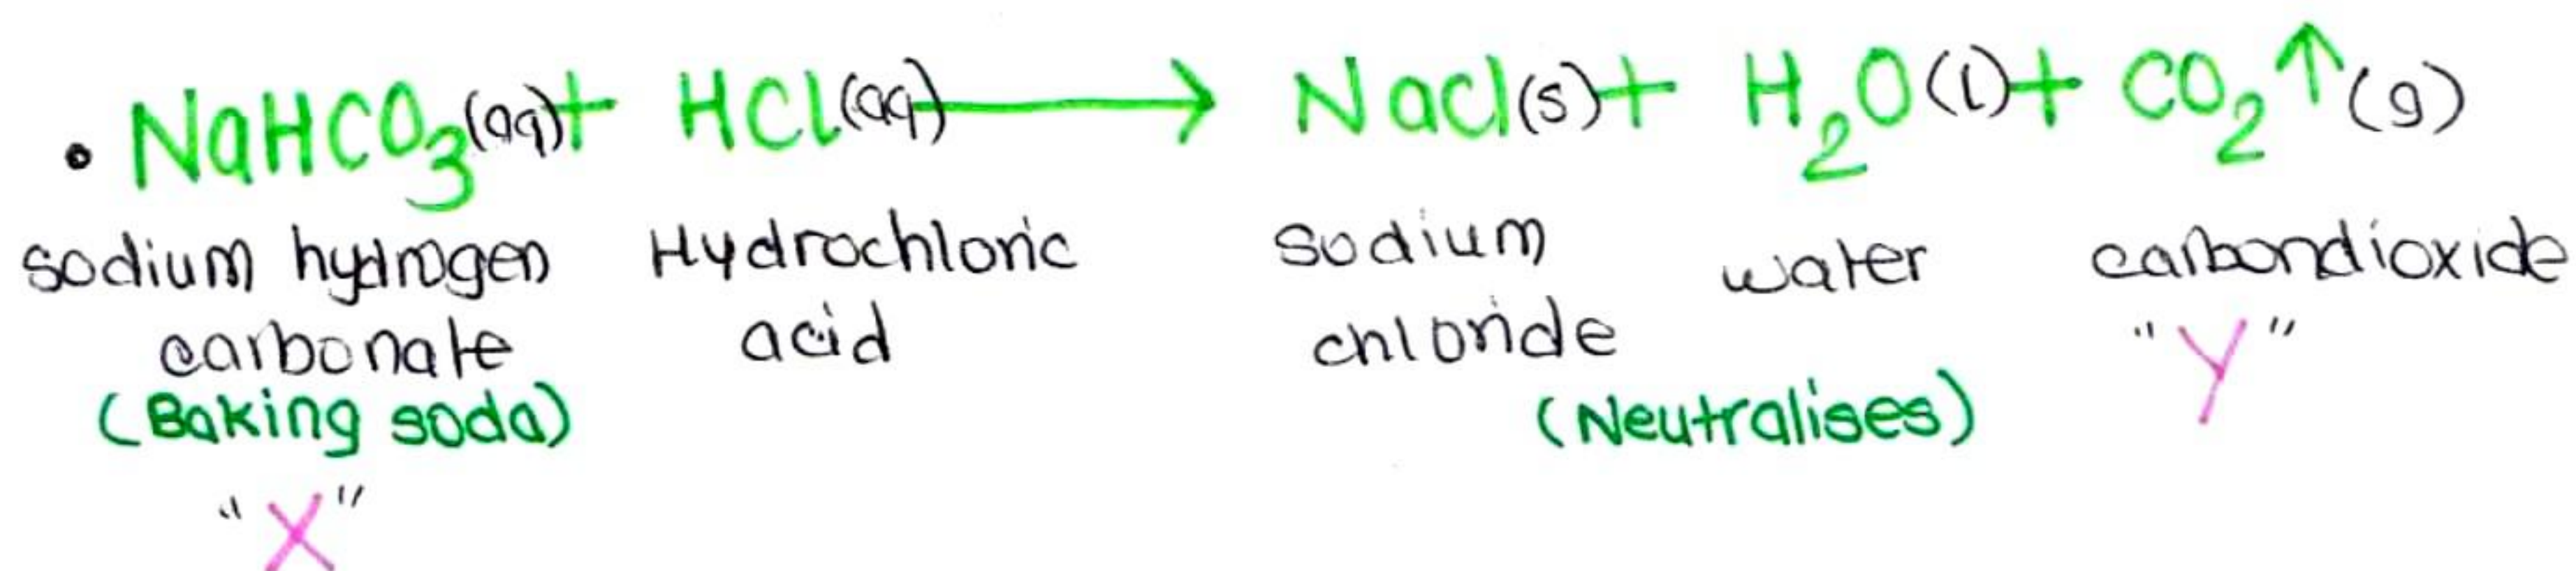 • NaHCO₃(aq)+ HCl(aq)⟶ Nacl(s)+ H₂O(l)+ CO₂↑(g)
sodium hydrogen Hydrochloric sodium water carbondioxide
carbonate acid chloride "Y"
(Baking soda) (Neutralises)
"X"